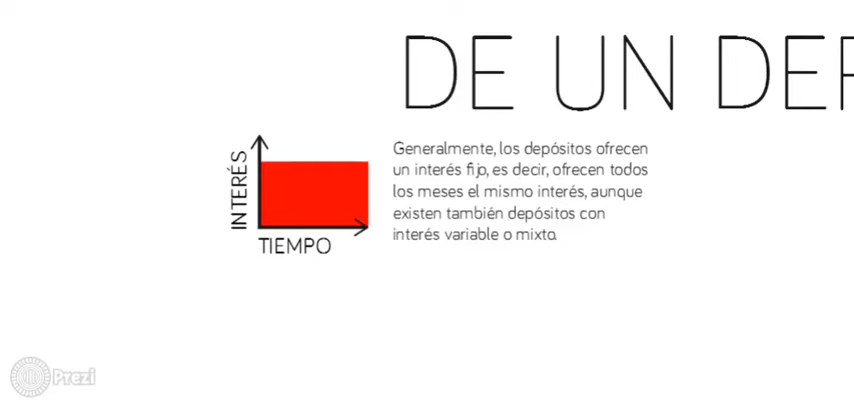 DE UN DEP
INTERÉS
TIEMPO
Generalmente, los depósitos ofrecen
un interés fijo, es decir, ofrecen todos
los meses el mismo interés, aunque
existen también depósitos con
interés variable o mixto.
Prezi